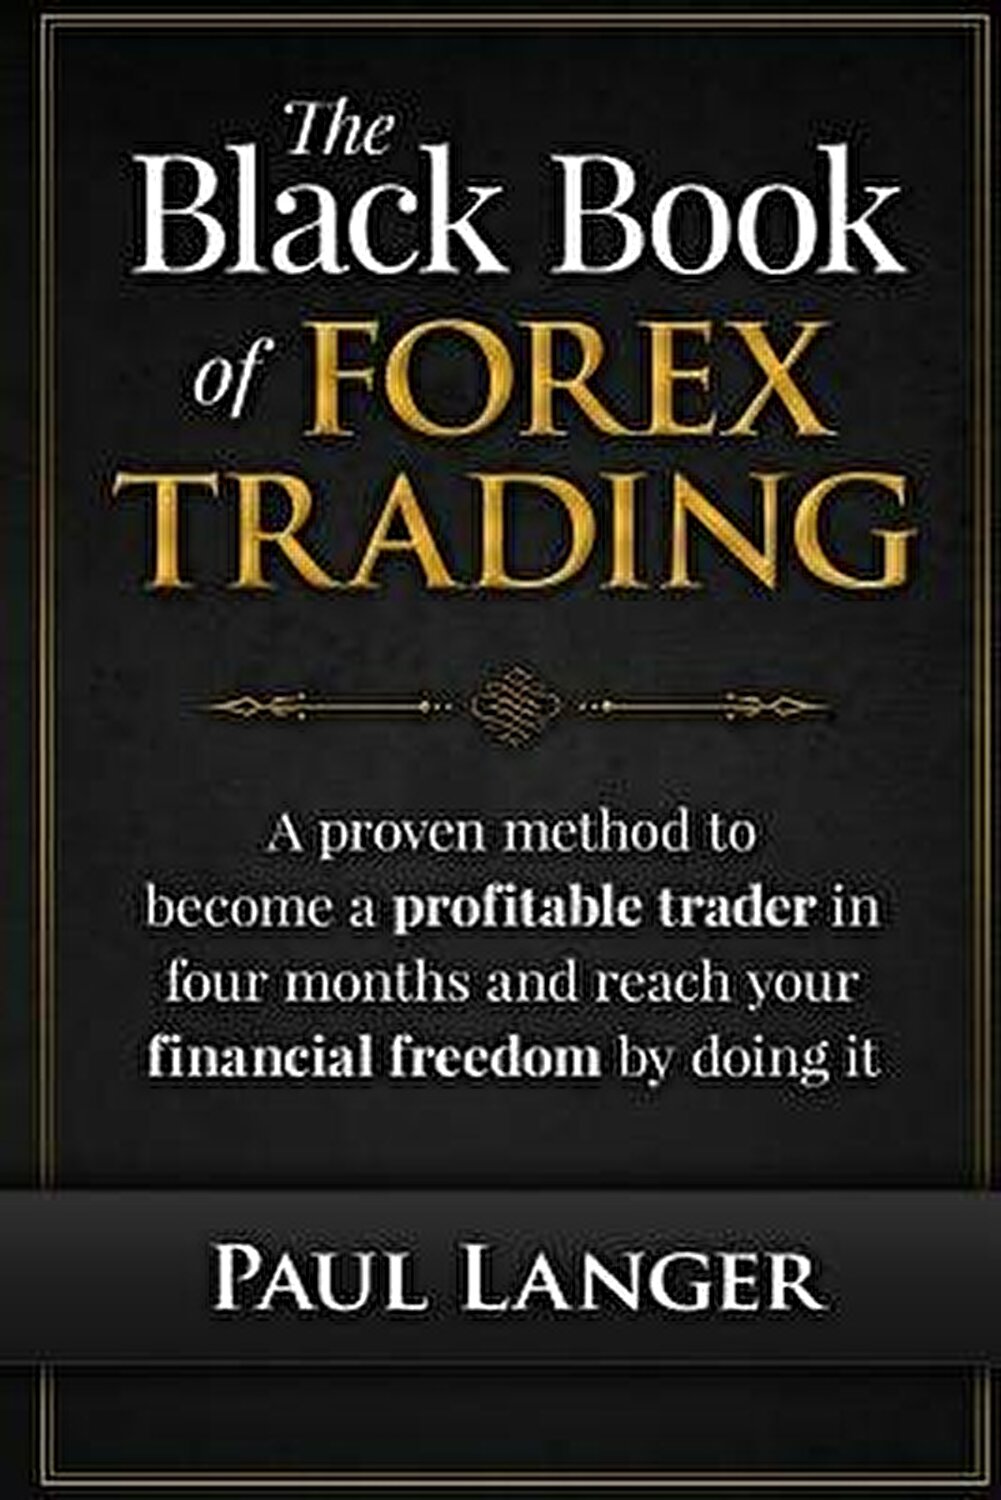 The
Black Book
of FOREX
TRADING
A proven method to
become a profitable trader in
four months and reach your
financial freedom by doing it
PAUL LANGER